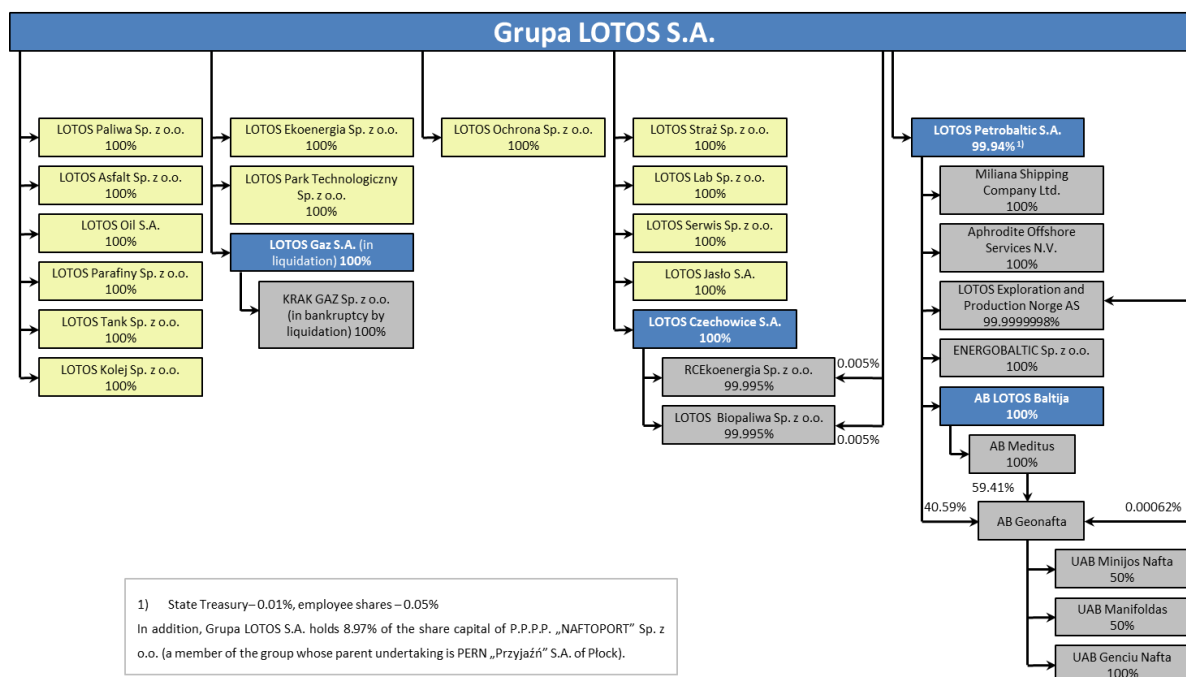 Grupa LOTOS S.A.
LOTOS Paliwa Sp. z o.o.
100%
LOTOS Asfalt Sp. z o.o.
100%
LOTOS Oil S.A.
100%
LOTOS Parafiny Sp. z o.o.
100%
LOTOS Tank Sp. z o.o.
100%
LOTOS Kolej Sp. z o.o.
100%
LOTOS Ekoenergia Sp. z o.o.
100%
LOTOS Park Technologiczny
Sp. z o.o.
100%
LOTOS Gaz S.A. (in
liquidation) 100%
KRAK GAZ Sp. z o.o.
(in bankruptcy by
liquidation) 100%
LOTOS Ochrona Sp. z o.o.
100%
LOTOS Straż Sp. z o.o.
100%
LOTOS Lab Sp. z o.o.
100%
LOTOS Serwis Sp. z o.o.
100%
LOTOS Jasło S.A.
100%
LOTOS Czechowice S.A.
100%
RCEkoenergia Sp. z o.o.
99.995%
0.005%
LOTOS Biopaliwa Sp. z o.o.
99.995%
0.005%
LOTOS Petrobaltic S.A.
99.94% 1)
Miliana Shipping
Company Ltd.
100%
Aphrodite Offshore
Services N.V.
100%
LOTOS Exploration and
Production Norge AS
99.9999998%
ENERGOBALTIC Sp. z o.o.
100%
AB LOTOS Baltija
100%
AB Meditus
100%
59.41%
40.59%
0.00062%
AB Geonafta
UAB Minijos Nafta
50%
UAB Manifoldas
50%
UAB Genciu Nafta
100%
1) State Treasury– 0.01%, employee shares – 0.05%
In addition, Grupa LOTOS S.A. holds 8.97% of the share capital of P.P.P.P. „NAFTOPORT" Sp. z
o.o. (a member of the group whose parent undertaking is PERN „Przyjaźń" S.A. of Płock).